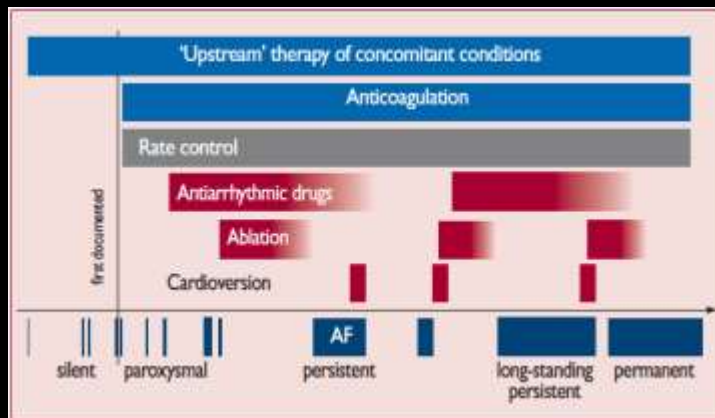 'Upstream' therapy of concomitant conditions
Anticoagulation
Rate control
Antiarrhythmic drugs
Ablation
Cardioversion
first documented
AF
silent
paroxysmal
persistent
long-standing
persistent
permanent